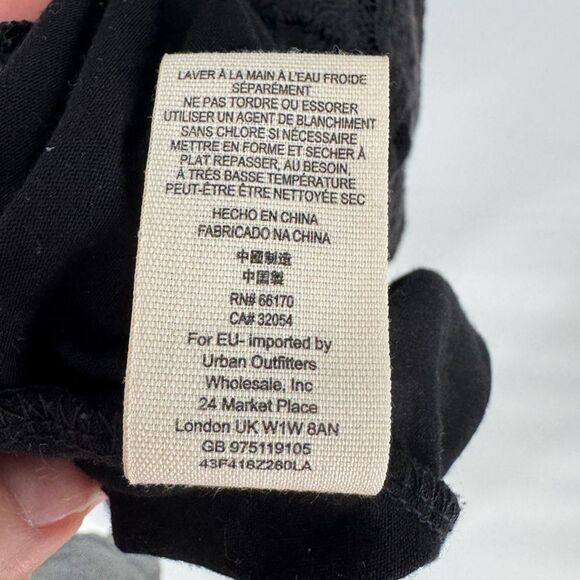 LAVER À LA MAIN À L'EAU FROIDE
SÉPARÉMENT
NE PAS TORDRE OU ESSORER
UTILISER UN AGENT DE BLANCHIMENT
SANS CHLORE SI NÉCESSAIRE
METTRE EN FORME ET SECHER À
PLAT REPASSER, AU BESOIN,
À TRÈS BASSE TEMPÉRATURE
PEUT-ÊTRE ÊTRE NETTOYÉE SEC
HECHO EN CHINA
FABRICADO NA CHINA
中國制造
中国製
RN# 66170
CA# 32054
For EU- imported by
Urban Outfitters
Wholesale, Inc
24 Market Place
London UK W1W 8AN
GB 975119105
43F418Z280LA